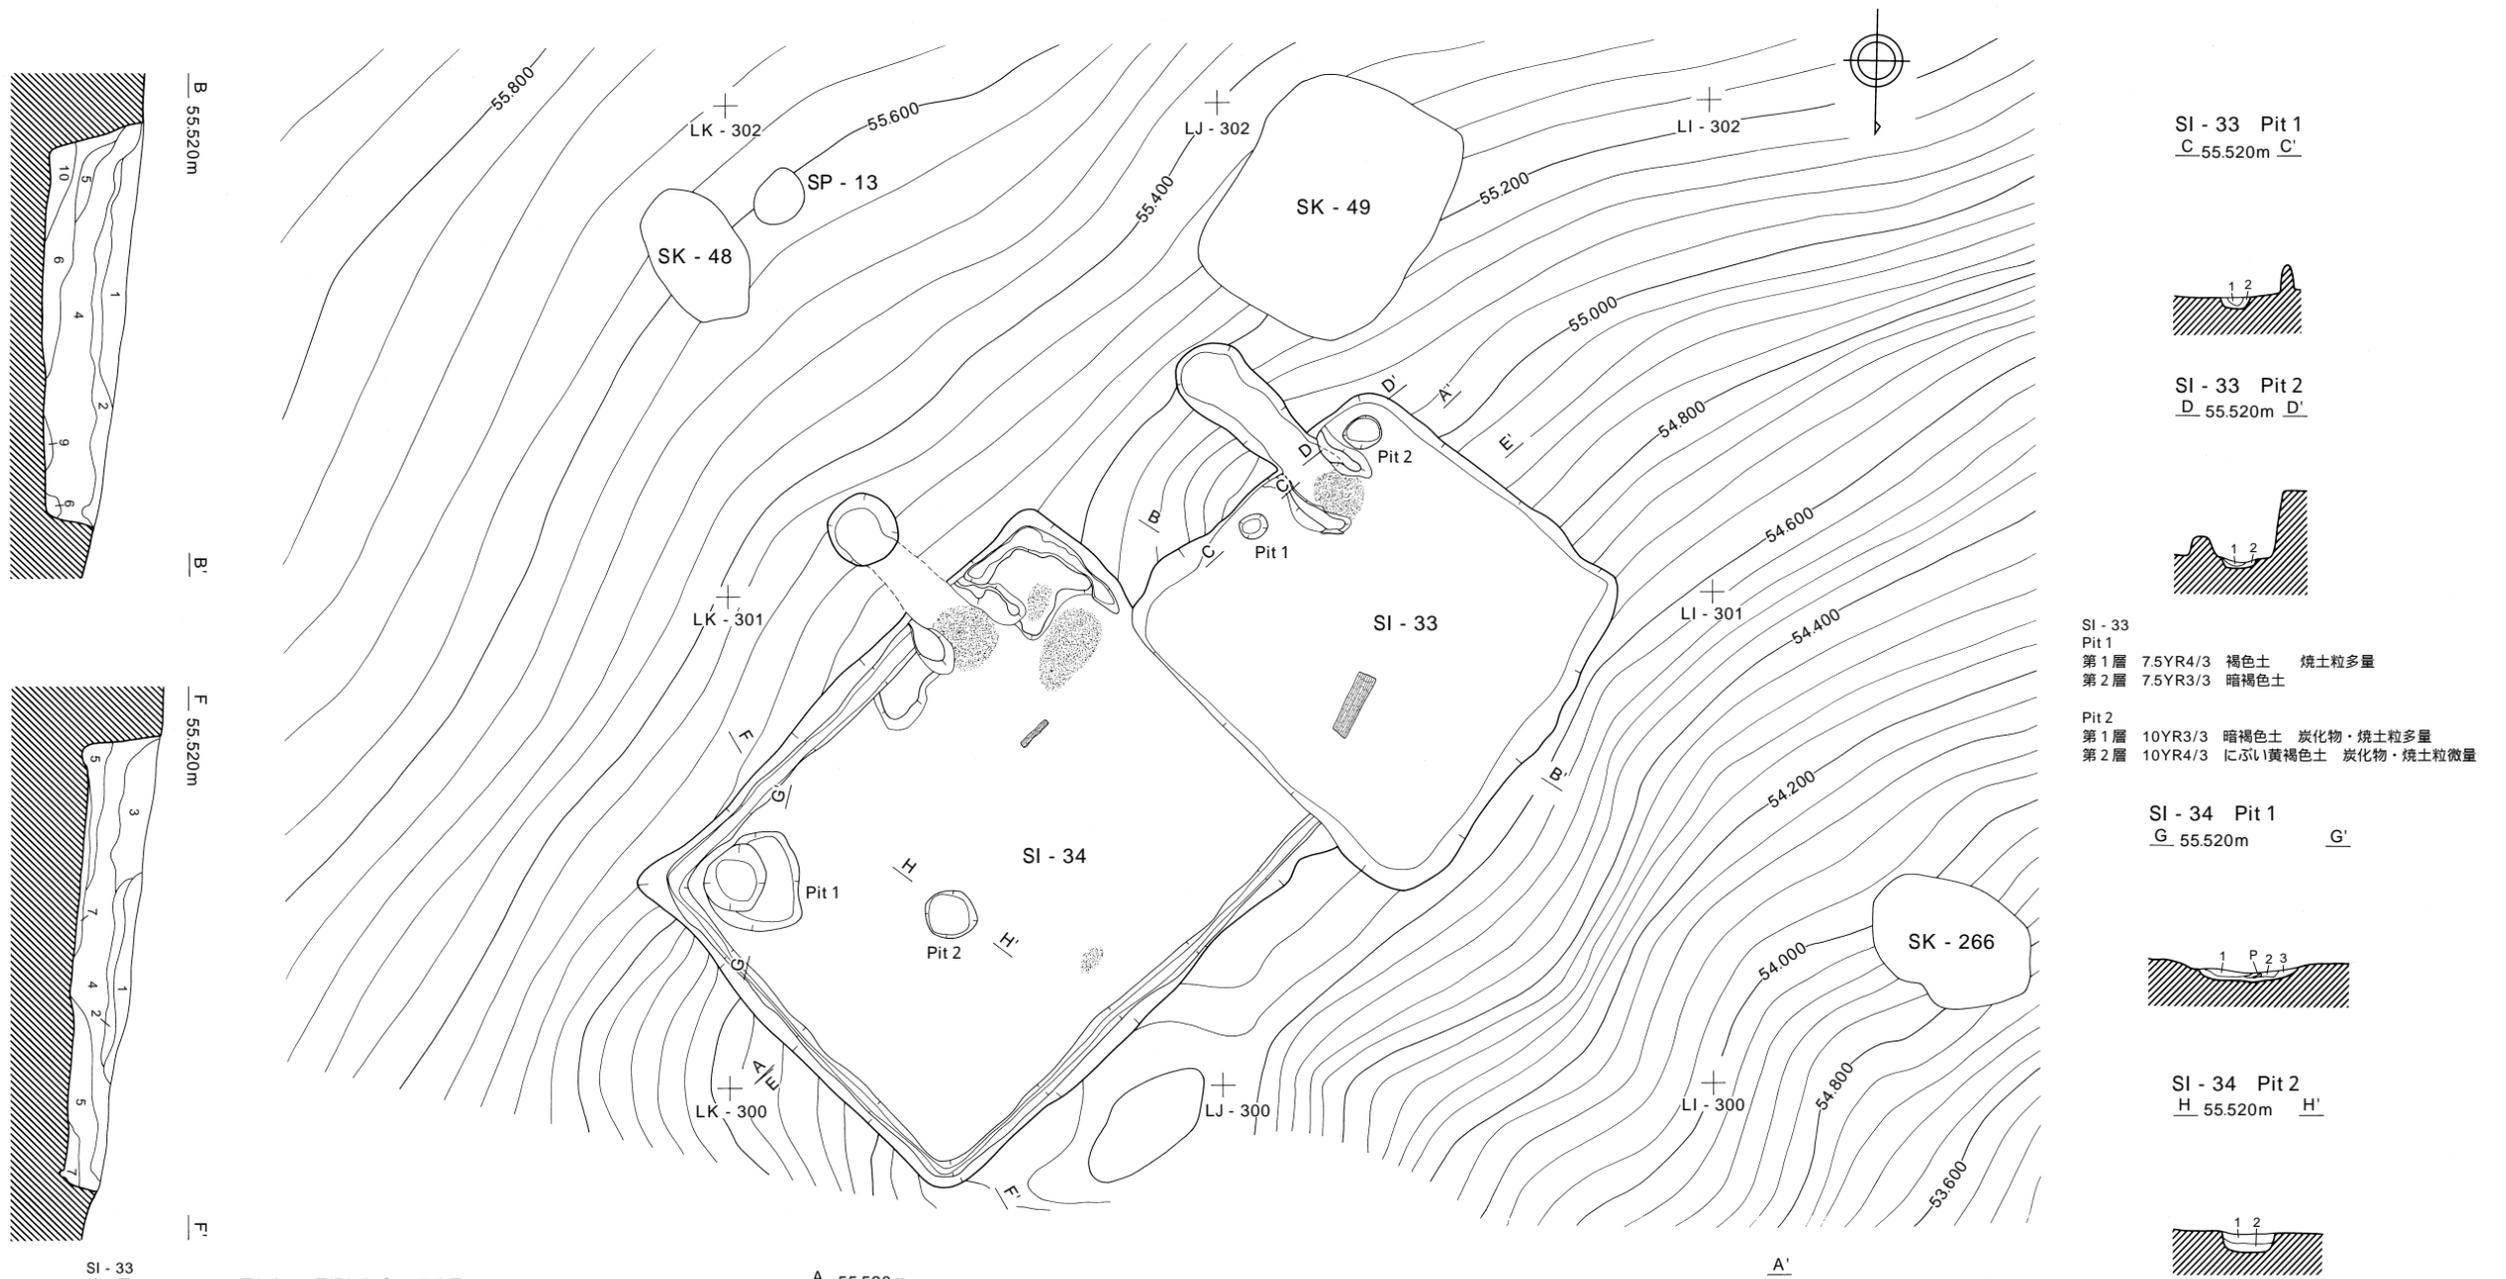 B 55.520m
10
5
6
4
1
2
9
6
B'
F 55.520m
5
3
7
4
1
2
5
7
F'
SI - 33
55.800
LK - 302
55.600
SP - 13
SK - 48
LJ - 302
55.400
SK - 49
LI - 302
55.200
55.000
54.800
D'
A'
E'
D
Pit 2
C'
B
C
Pit 1
54.600
SI - 33
LK - 301
LI - 301
54.400
F
G'
B'
54.200
SI - 34
Pit 1
H
Pit 2
H'
G
SK - 266
54.000
A
E
LK - 300
LJ - 300
LI - 300
54.800
53.600
F'
A'
SI - 33 Pit 1
C 55.520m C'
1 2
SI - 33 Pit 2
D 55.520m D'
1 2
SI - 33
Pit 1
第1層 7.5YR4/3 褐色土 焼土粒多量
第2層 7.5YR3/3 暗褐色土
Pit 2
第1層 10YR3/3 暗褐色土 炭化物・焼土粒多量
第2層 10YR4/3 にぶい黄褐色土 炭化物・焼土粒微量
SI - 34 Pit 1
G 55.520m G'
1 P 2 3
SI - 34 Pit 2
H 55.520m H'
1 2